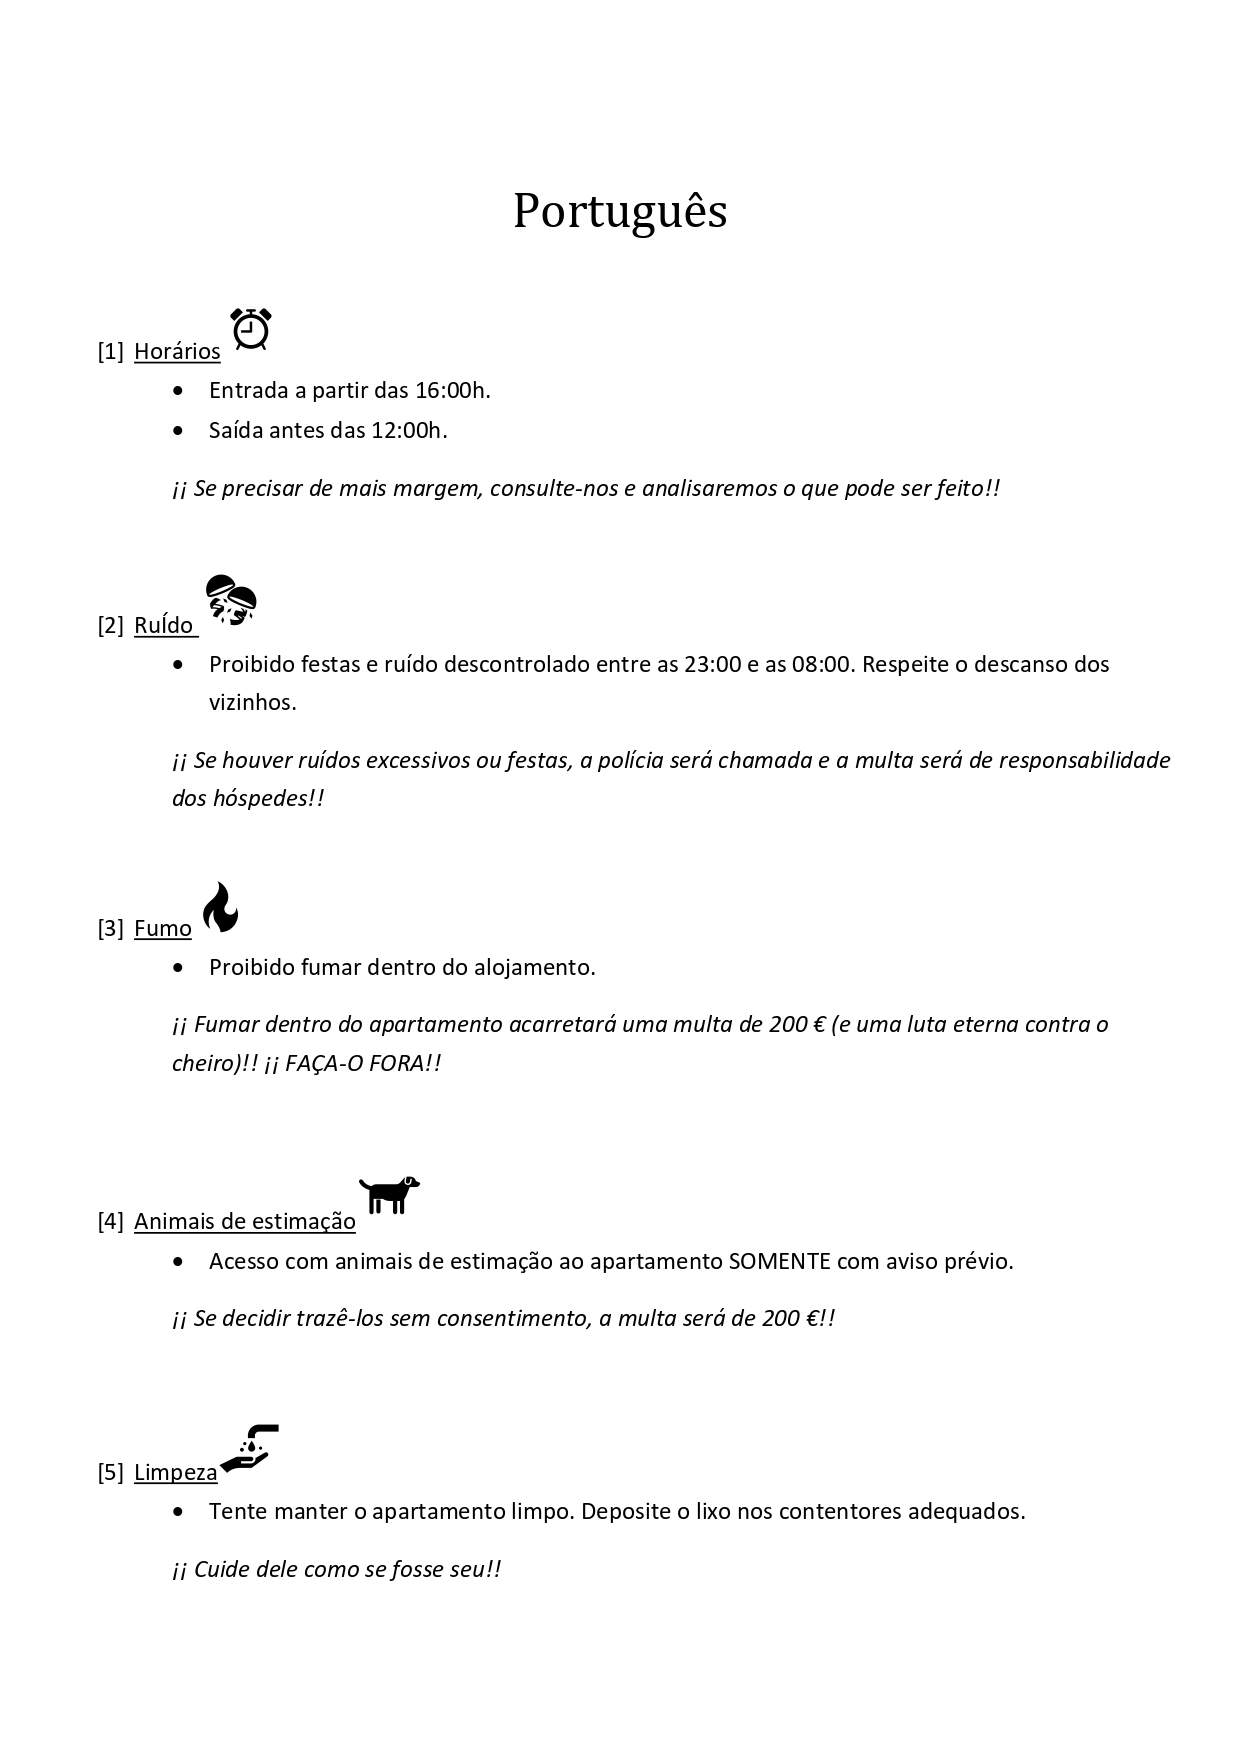 Português
[1] Horários
• Entrada a partir das 16:00h.
• Saída antes das 12:00h.
¡¡ Se precisar de mais margem, consulte-nos e analisaremos o que pode ser feito!!
[2] RuÍdo
• Proibido festas e ruído descontrolado entre as 23:00 e as 08:00. Respeite o descanso dos
vizinhos.
¡¡ Se houver ruídos excessivos ou festas, a polícia será chamada e a multa será de responsabilidade
dos hóspedes!!
[3] Fumo
• Proibido fumar dentro do alojamento.
¡¡ Fumar dentro do apartamento acarretará uma multa de 200 € (e uma luta eterna contra o
cheiro)!! ¡¡ FAÇA-O FORA!!
[4] Animais de estimação
• Acesso com animais de estimação ao apartamento SOMENTE com aviso prévio.
¡¡ Se decidir trazê-los sem consentimento, a multa será de 200 €!!
[5] Limpeza
• Tente manter o apartamento limpo. Deposite o lixo nos contentores adequados.
¡¡ Cuide dele como se fosse seu!!